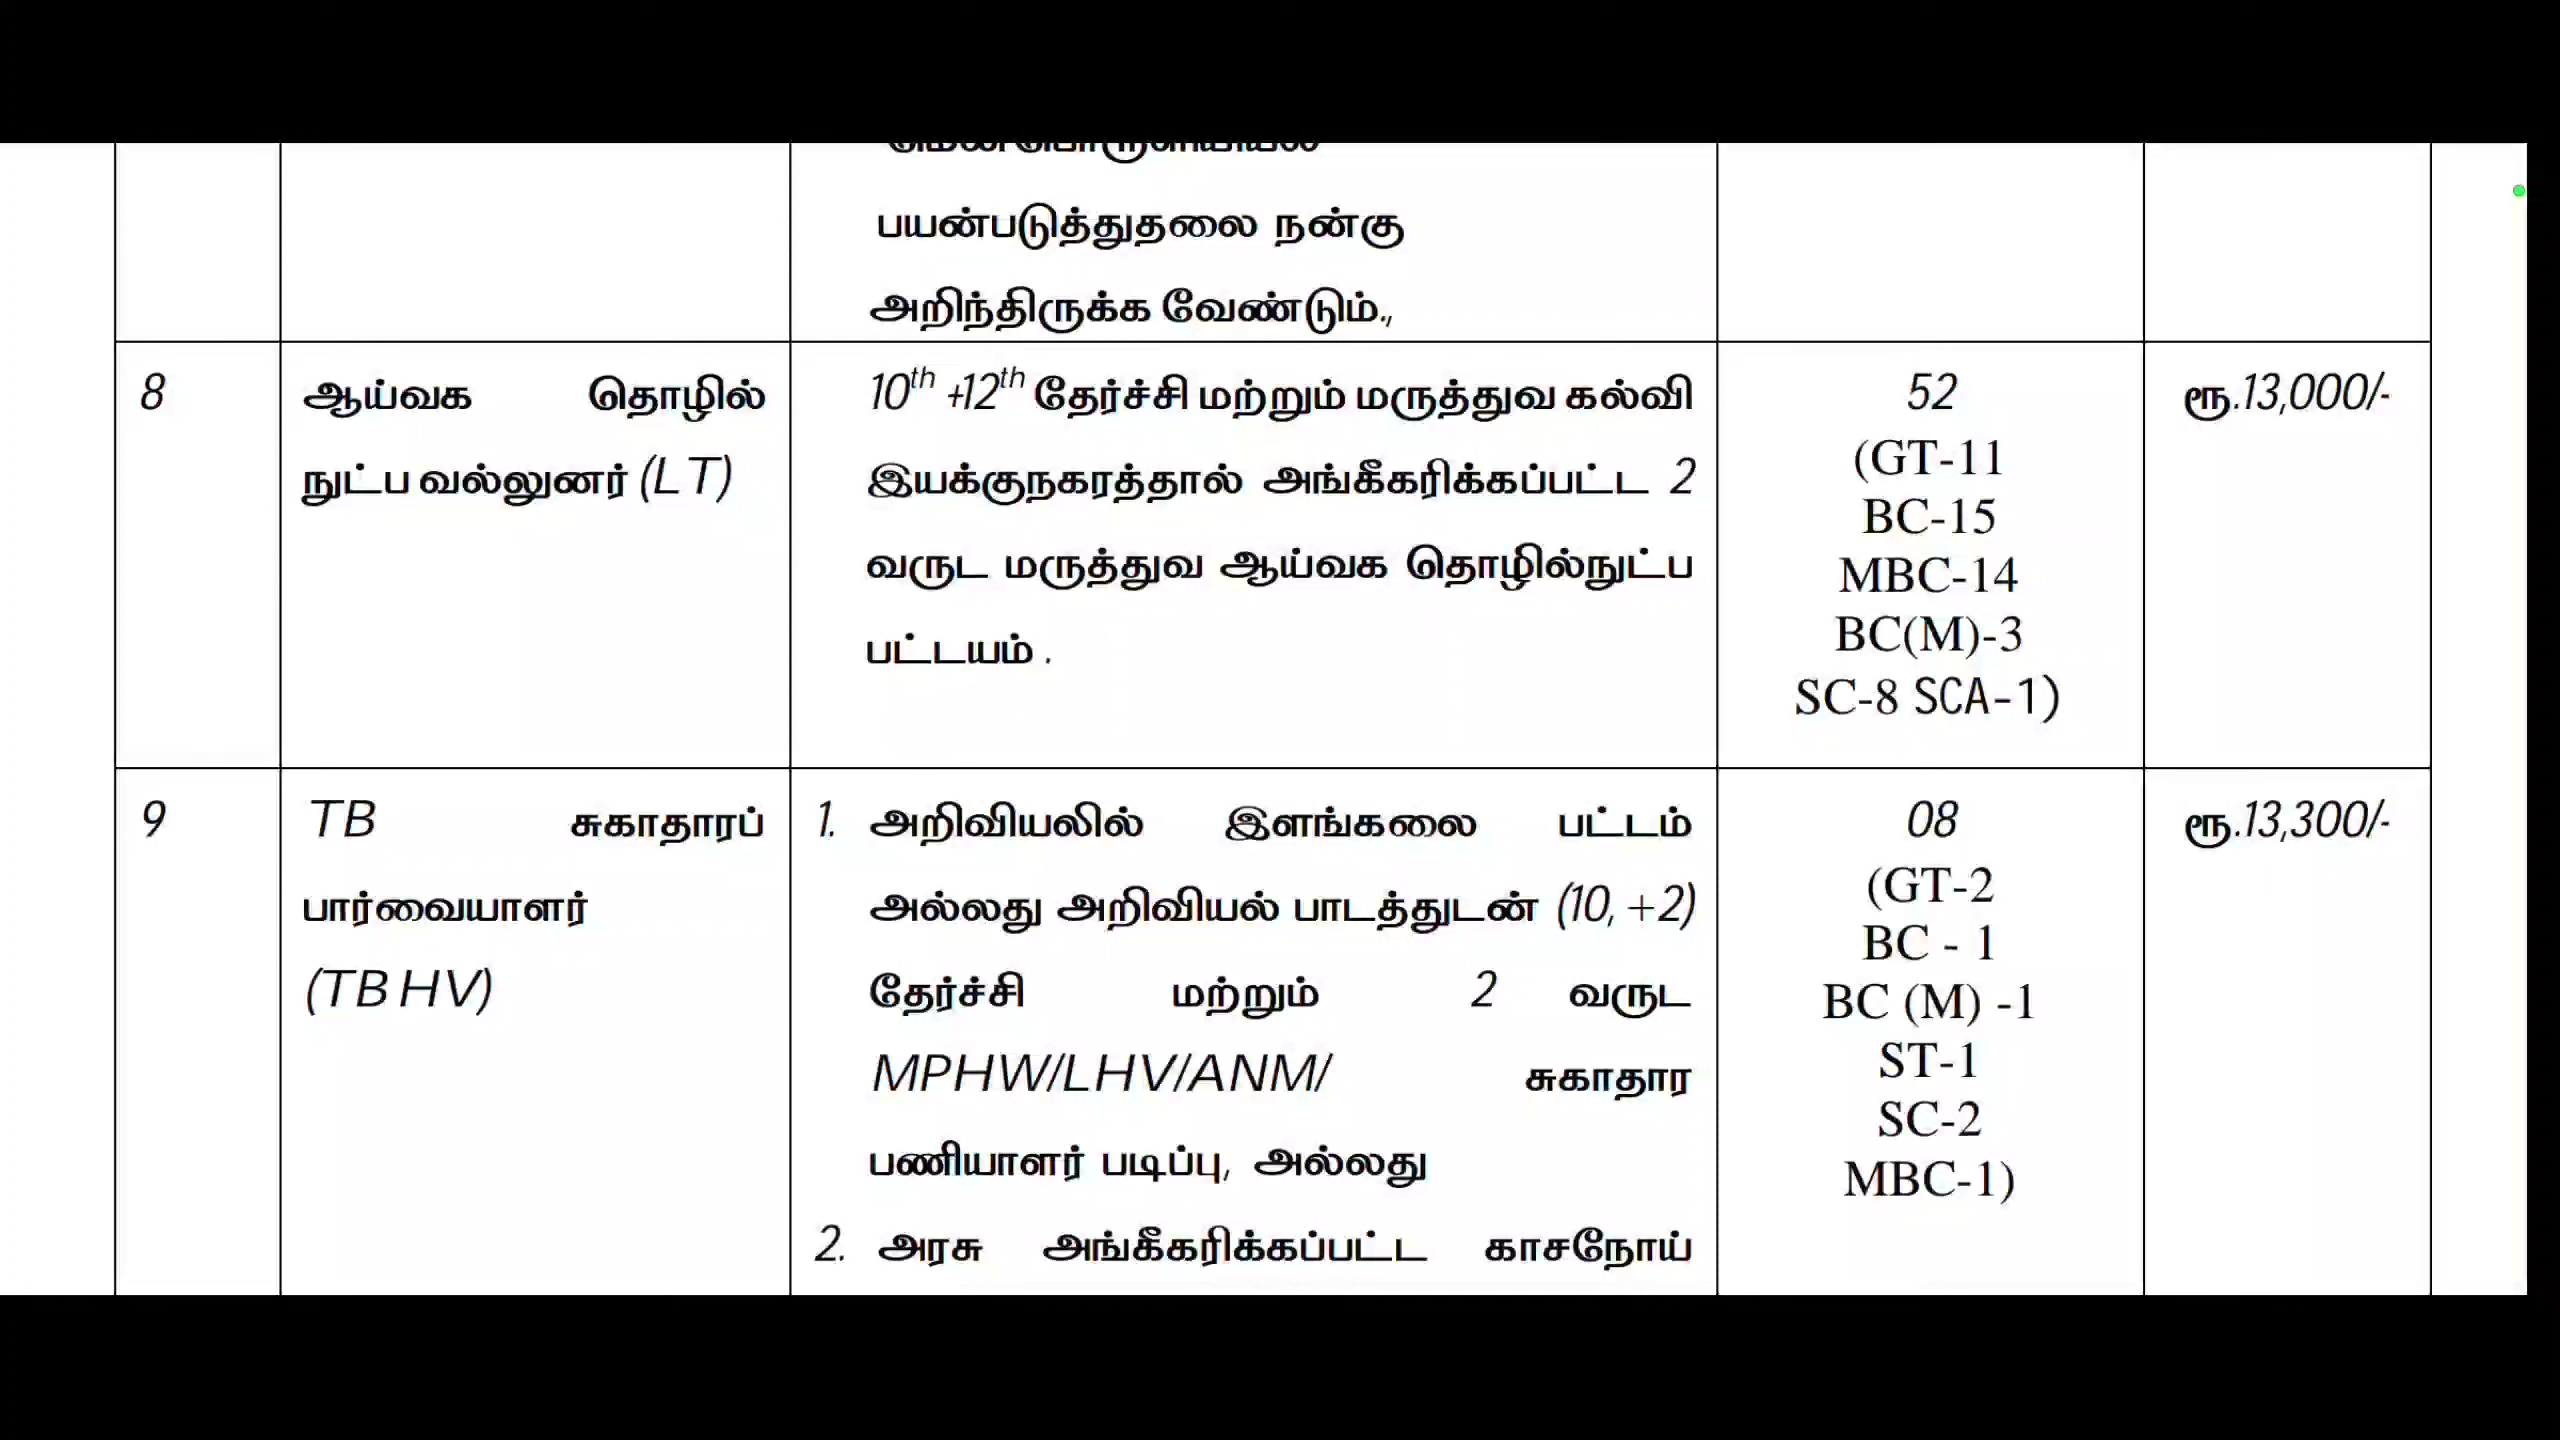 பயன்படுத்துதலை நன்கு
அறிந்திருக்க வேண்டும்.,
8
ஆய்வக தொழில்
நுட்ப வல்லுனர் (LT)
10th +12th தேர்ச்சி மற்றும் மருத்துவ கல்வி
இயக்குநகரத்தால் அங்கீகரிக்கப்பட்ட 2
வருட மருத்துவ ஆய்வக தொழில்நுட்ப
பட்டயம் .
52
(GT-11
BC-15
MBC-14
BC(M)-3
SC-8 SCA-1)
ரூ.13,000/-
9
TB சுகாதாரப்
பார்வையாளர்
(TB HV)
1. அறிவியலில் இளங்கலை பட்டம்
அல்லது அறிவியல் பாடத்துடன் (10, +2)
தேர்ச்சி மற்றும் 2 வருட
MPHW/LHV/ANM/ சுகாதார
பணியாளர் படிப்பு, அல்லது
2. அரசு அங்கீகரிக்கப்பட்ட காசநோய்
08
(GT-2
BC - 1
BC (M) -1
ST-1
SC-2
MBC-1)
ரூ.13,300/-